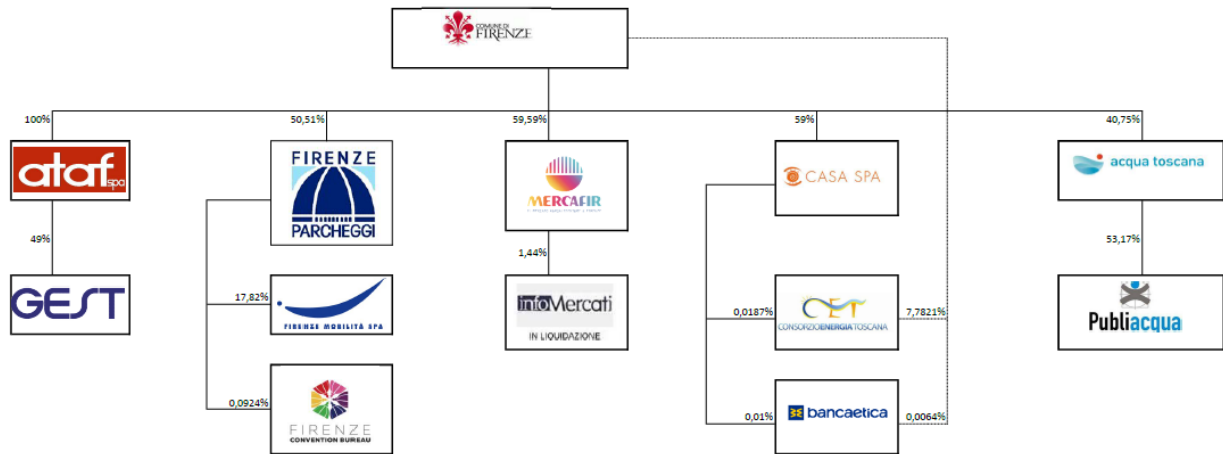 COMUNE DI
FIRENZE
100%
50,51%
59,59%
59%
40,75%
ataf spa
FIRENZE
PARCHEGGI
MERCAFIR
CASA SPA
acqua toscana
49%
1,44%
53,17%
GEST
17,82%
FIRENZE MOBILITÀ SPA
infoMercati
IN LIQUIDAZIONE
0,0187%
CET
CONSORZIOENERGIATOSCANA
7,7821%
Publiacqua
0,0924%
FIRENZE
CONVENTION BUREAU
0,01%
bancaetica
0,0064%